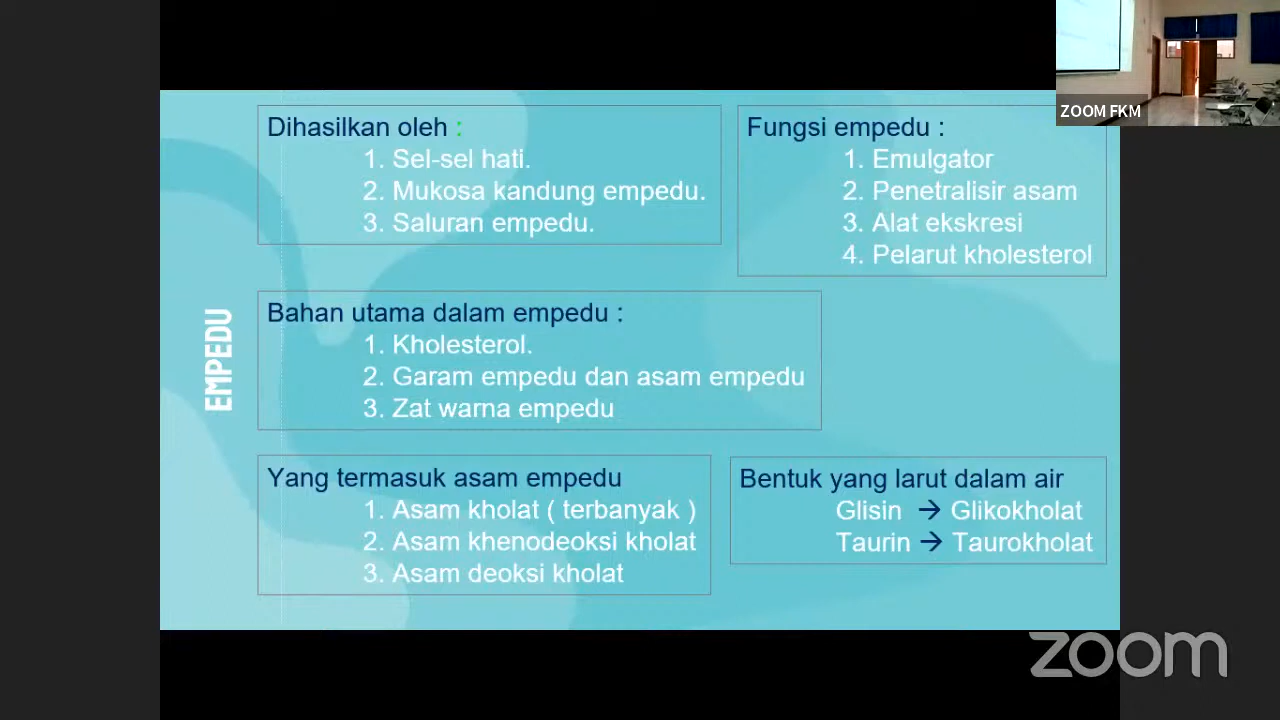 ZOOM FKM
Dihasilkan oleh :
1. Sel-sel hati.
2. Mukosa kandung empedu.
3. Saluran empedu.
Fungsi empedu :
1. Emulgator
2. Penetralisir asam
3. Alat ekskresi
4. Pelarut kholesterol
EMPEDU
Bahan utama dalam empedu :
1. Kholesterol.
2. Garam empedu dan asam empedu
3. Zat warna empedu
Yang termasuk asam empedu
1. Asam kholat ( terbanyak )
2. Asam khenodeoksi kholat
3. Asam deoksi kholat
Bentuk yang larut dalam air
Glisin → Glikokholat
Taurin → Taurokholat
zoom